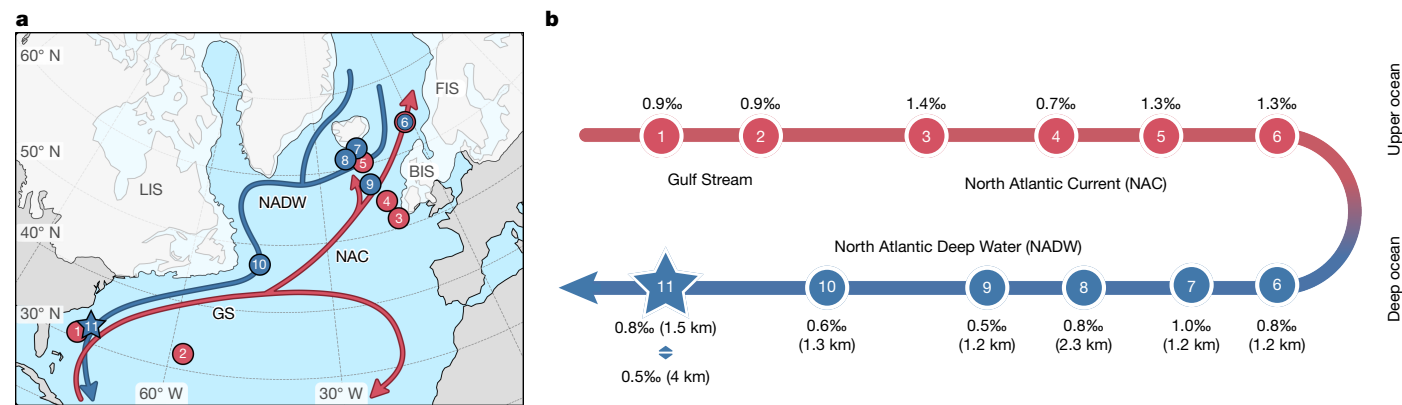 a
60° N
50° N
40° N
30° N
60° W
30° W
LIS
FIS
BIS
NADW
NAC
GS
6
7
8
5
9
4
3
10
1
11
2
b
0.9‰
0.9‰
1.4‰
0.7‰
1.3‰
1.3‰
1
2
3
4
5
6
Gulf Stream
North Atlantic Current (NAC)
Upper ocean
North Atlantic Deep Water (NADW)
11
10
9
8
7
6
0.8‰ (1.5 km)
0.5‰ (4 km)
0.6‰
(1.3 km)
0.5‰
(1.2 km)
0.8‰
(2.3 km)
1.0‰
(1.2 km)
0.8‰
(1.2 km)
Deep ocean